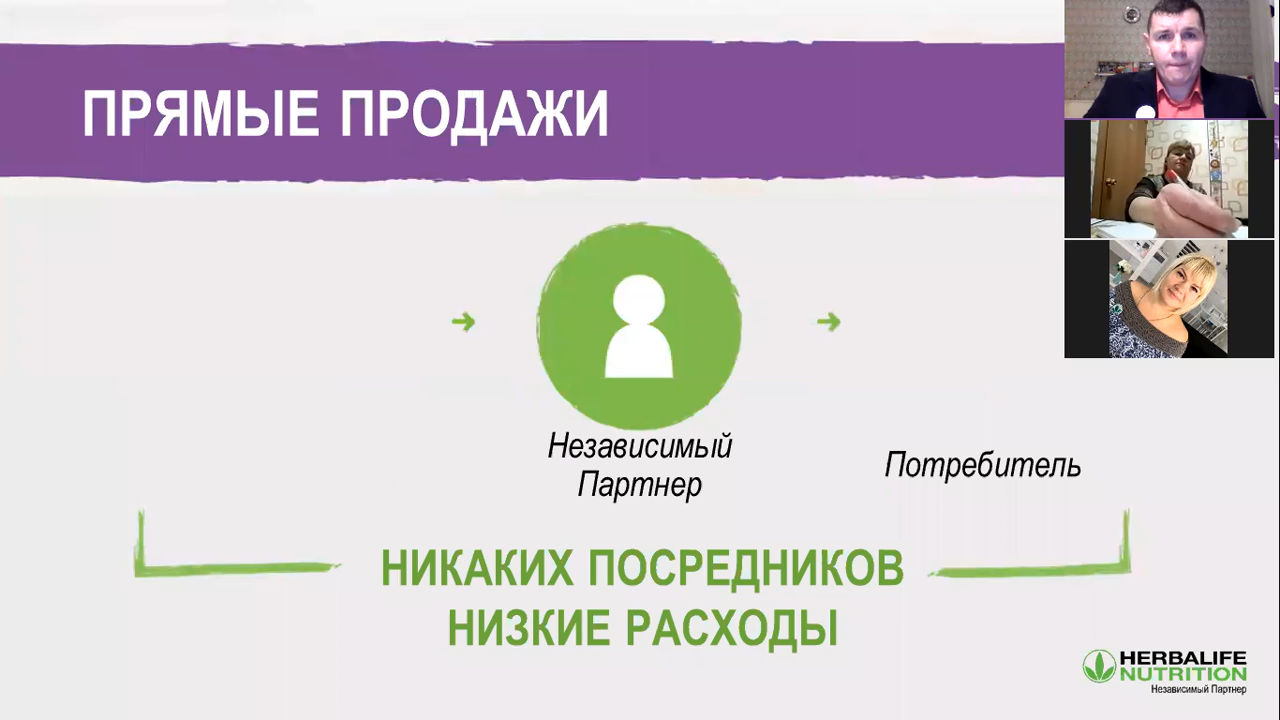 ПРЯМЫЕ ПРОДАЖИ
Независимый
Партнер
Потребитель
НИКАКИХ ПОСРЕДНИКОВ
НИЗКИЕ РАСХОДЫ
HERBALIFE
NUTRITION
Независимый Партнер